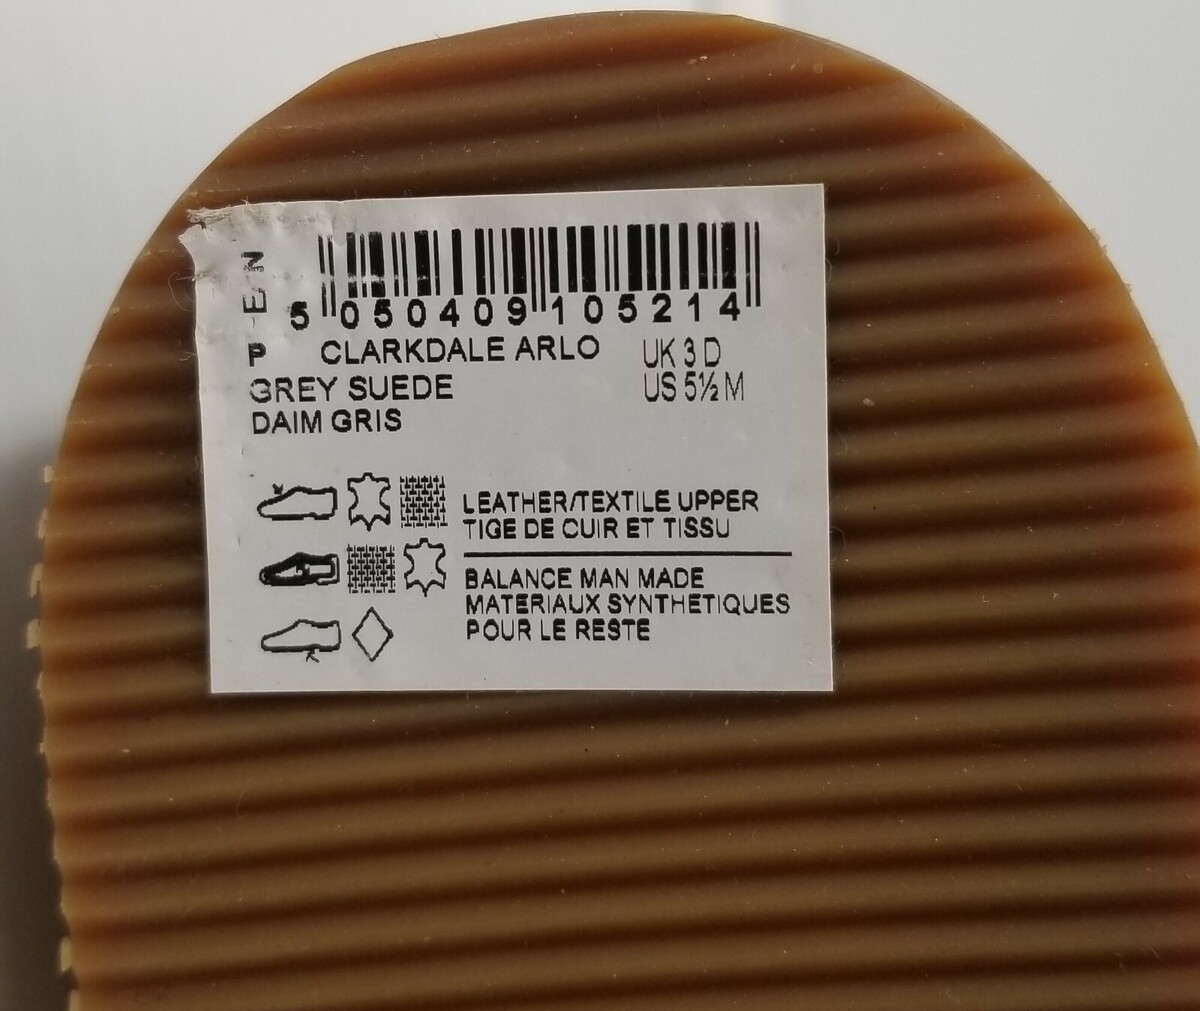 N
E
5 050409 105214
P CLARKDALE ARLO UK 3 D
GREY SUEDE US 5½ M
DAIM GRIS
LEATHER/TEXTILE UPPER
TIGE DE CUIR ET TISSU
BALANCE MAN MADE
MATERIAUX SYNTHETIQUES
POUR LE RESTE